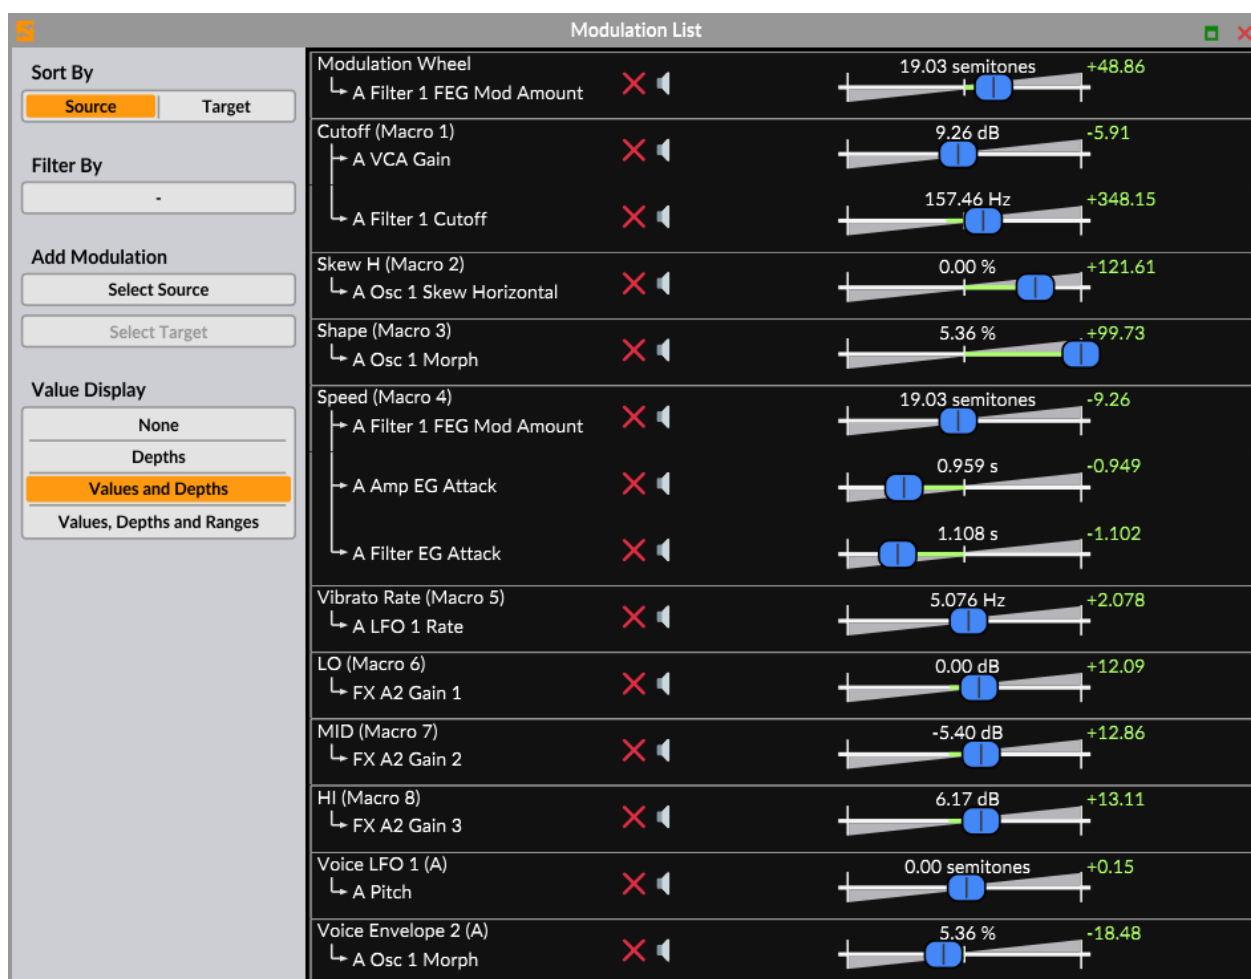 Modulation List
Sort By
Source
Target
Filter By
-
Add Modulation
Select Source
Select Target
Value Display
None
Depths
Values and Depths
Values, Depths and Ranges
Modulation Wheel
A Filter 1 FEG Mod Amount
19.03 semitones
+48.86
Cutoff (Macro 1)
A VCA Gain
9.26 dB
-5.91
A Filter 1 Cutoff
157.46 Hz
+348.15
Skew H (Macro 2)
A Osc 1 Skew Horizontal
0.00 %
+121.61
Shape (Macro 3)
A Osc 1 Morph
5.36 %
+99.73
Speed (Macro 4)
A Filter 1 FEG Mod Amount
19.03 semitones
-9.26
A Amp EG Attack
0.959 s
-0.949
A Filter EG Attack
1.108 s
-1.102
Vibrato Rate (Macro 5)
A LFO 1 Rate
5.076 Hz
+2.078
LO (Macro 6)
FX A2 Gain 1
0.00 dB
+12.09
MID (Macro 7)
FX A2 Gain 2
-5.40 dB
+12.86
HI (Macro 8)
FX A2 Gain 3
6.17 dB
+13.11
Voice LFO 1 (A)
A Pitch
0.00 semitones
+0.15
Voice Envelope 2 (A)
A Osc 1 Morph
5.36 %
-18.48